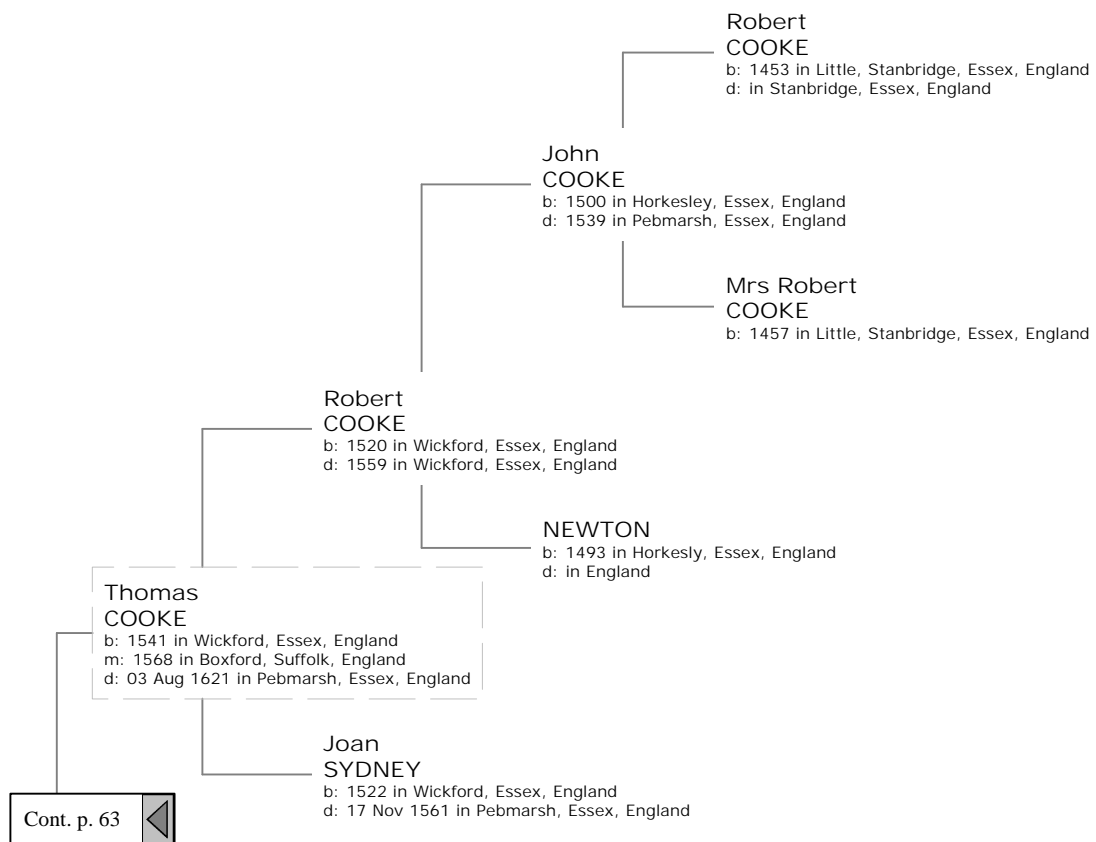 Robert
COOKE
b: 1453 in Little, Stanbridge, Essex, England
d: in Stanbridge, Essex, England
John
COOKE
b: 1500 in Horkesley, Essex, England
d: 1539 in Pebmarsh, Essex, England
Mrs Robert
COOKE
b: 1457 in Little, Stanbridge, Essex, England
Robert
COOKE
b: 1520 in Wickford, Essex, England
d: 1559 in Wickford, Essex, England
NEWTON
b: 1493 in Horkesly, Essex, England
d: in England
Thomas
COOKE
b: 1541 in Wickford, Essex, England
m: 1568 in Boxford, Suffolk, England
d: 03 Aug 1621 in Pebmarsh, Essex, England
Joan
SYDNEY
b: 1522 in Wickford, Essex, England
d: 17 Nov 1561 in Pebmarsh, Essex, England
Cont. p. 63